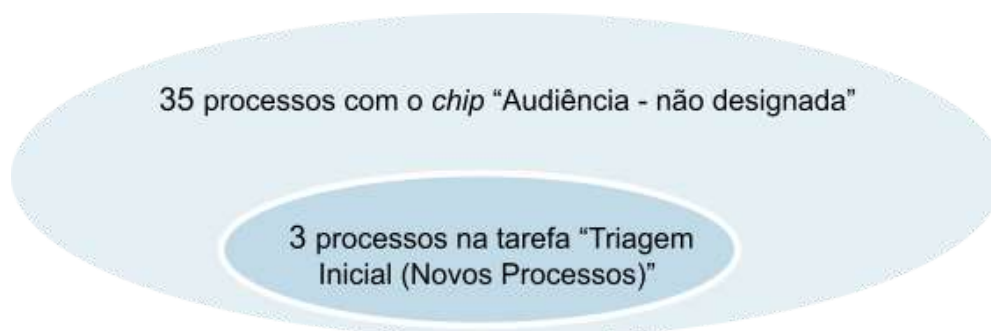 35 processos com o chip “Audiência - não designada”
3 processos na tarefa “Triagem
Inicial (Novos Processos)”